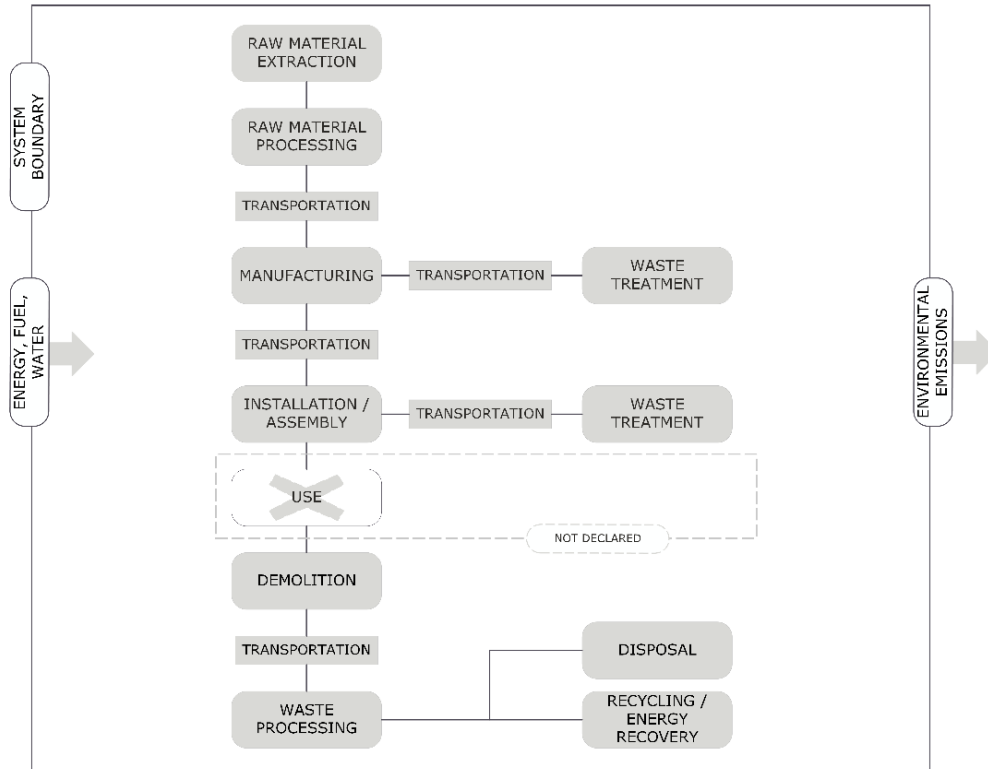 RAW MATERIAL
EXTRACTION
SYSTEM
BOUNDARY
RAW MATERIAL
PROCESSING
TRANSPORTATION
MANUFACTURING
TRANSPORTATION
WASTE
TREATMENT
ENERGY, FUEL,
WATER
ENVIRONMENTAL
EMISSIONS
TRANSPORTATION
INSTALLATION /
ASSEMBLY
TRANSPORTATION
WASTE
TREATMENT
USE
NOT DECLARED
DEMOLITION
TRANSPORTATION
DISPOSAL
WASTE
PROCESSING
RECYCLING /
ENERGY
RECOVERY